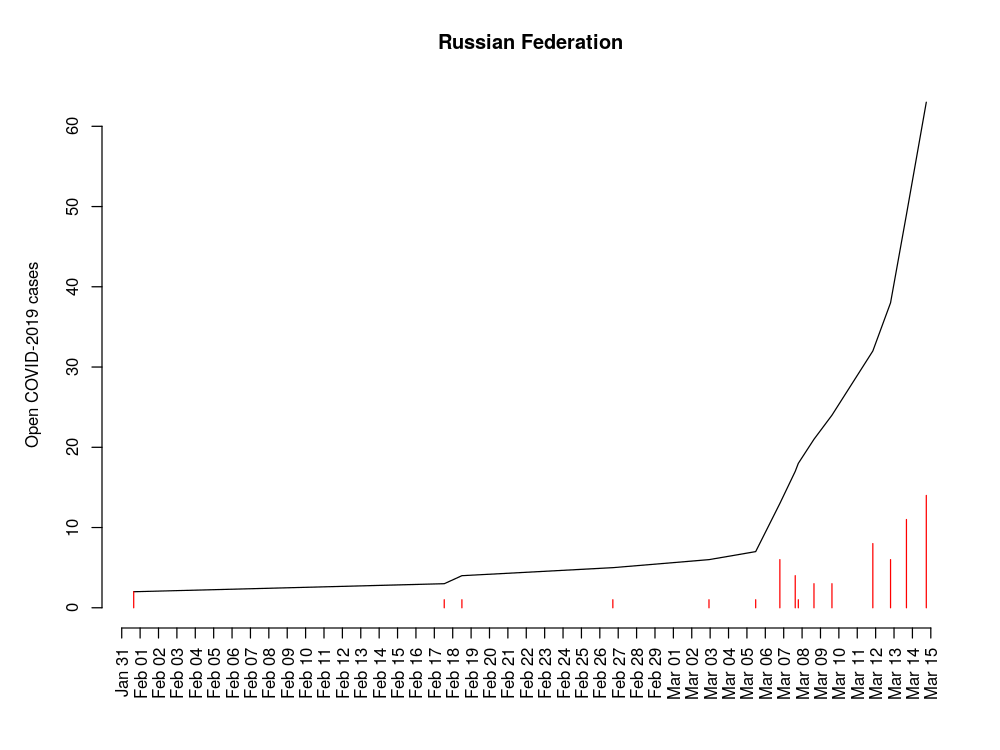 Russian Federation
Open COVID-2019 cases
60
50
40
30
20
10
0
Jan 31
Feb 01
Feb 02
Feb 03
Feb 04
Feb 05
Feb 06
Feb 07
Feb 08
Feb 09
Feb 10
Feb 11
Feb 12
Feb 13
Feb 14
Feb 15
Feb 16
Feb 17
Feb 18
Feb 19
Feb 20
Feb 21
Feb 22
Feb 23
Feb 24
Feb 25
Feb 26
Feb 27
Feb 28
Feb 29
Mar 01
Mar 02
Mar 03
Mar 04
Mar 05
Mar 06
Mar 07
Mar 08
Mar 09
Mar 10
Mar 11
Mar 12
Mar 13
Mar 14
Mar 15